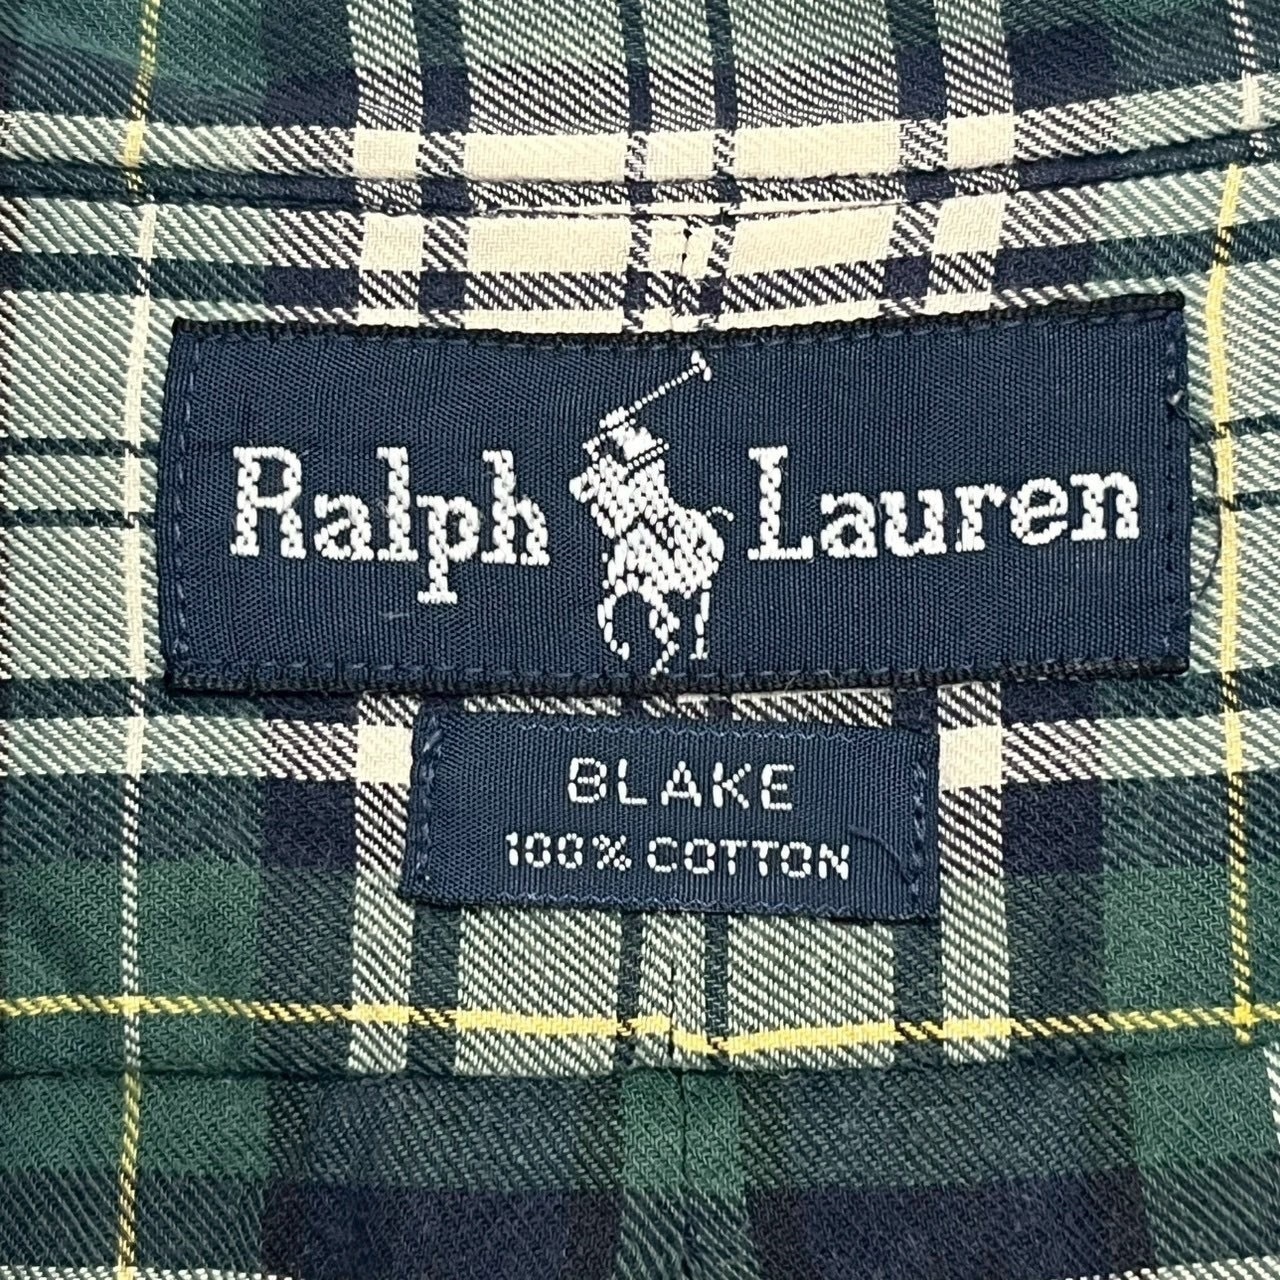 Ralph Lauren
BLAKE
100% COTTON